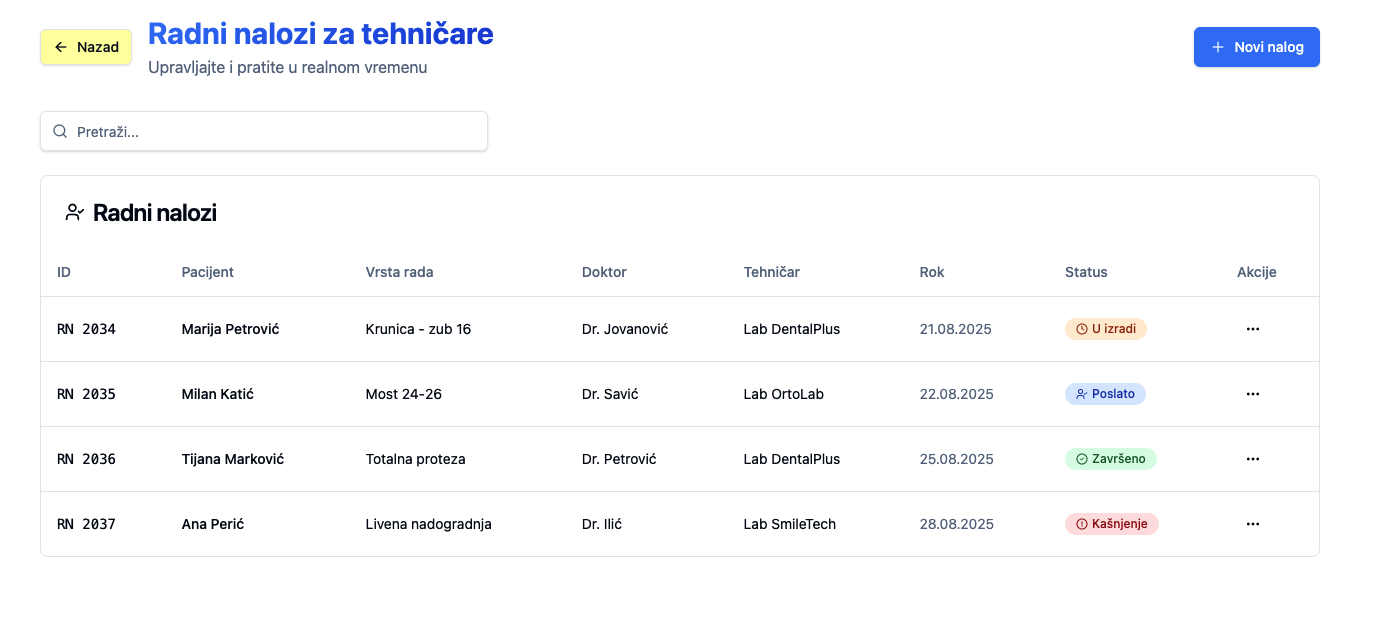 Nazad
Radni nalozi za tehničare
Upravljajte i pratite u realnom vremenu
Novi nalog
Pretraži...
Radni nalozi
ID Pacijent Vrsta rada Doktor Tehničar Rok Status Akcije
RN 2034 Marija Petrović Krunica - zub 16 Dr. Jovanović Lab DentalPlus 21.08.2025 U izradi ...
RN 2035 Milan Katić Most 24-26 Dr. Savić Lab OrtoLab 22.08.2025 Poslato ...
RN 2036 Tijana Marković Totalna proteza Dr. Petrović Lab DentalPlus 25.08.2025 Završeno ...
RN 2037 Ana Perić Livena nadogradnja Dr. Ilić Lab SmileTech 28.08.2025 Kašnjenje ...